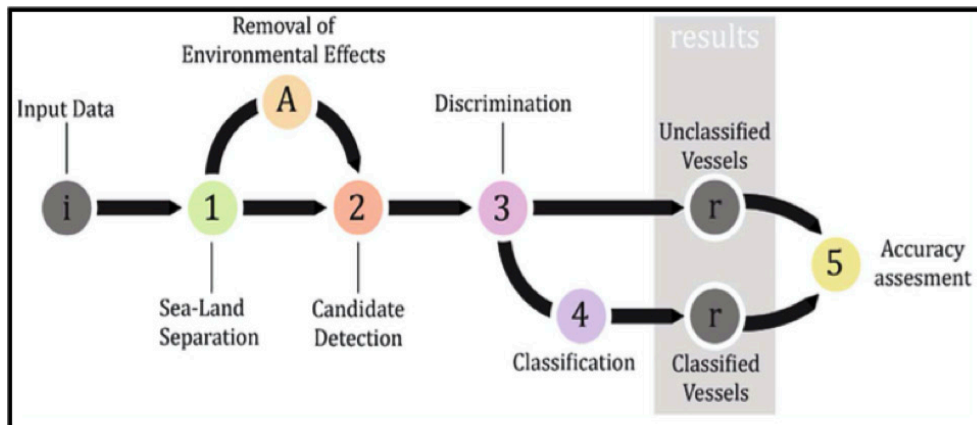 Removal of
Environmental Effects
results
A
Input Data
Discrimination
Unclassified
Vessels
i
1
2
3
r
5
Accuracy
assesment
Sea-Land
Separation
Candidate
Detection
4
r
Classification
Classified
Vessels